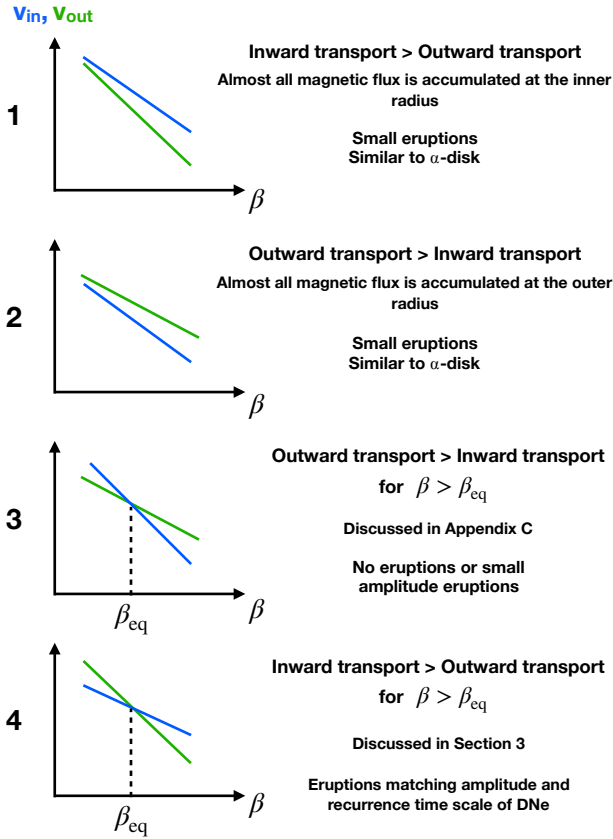 vin, vout
1
Inward transport > Outward transport
Almost all magnetic flux is accumulated at the inner
radius
Small eruptions
Similar to α-disk
β
2
Outward transport > Inward transport
Almost all magnetic flux is accumulated at the outer
radius
Small eruptions
Similar to α-disk
β
3
Outward transport > Inward transport
for β > βeq
Discussed in Appendix C
No eruptions or small
amplitude eruptions
βeq
β
4
Inward transport > Outward transport
for β > βeq
Discussed in Section 3
Eruptions matching amplitude and
recurrence time scale of DNe
βeq
β